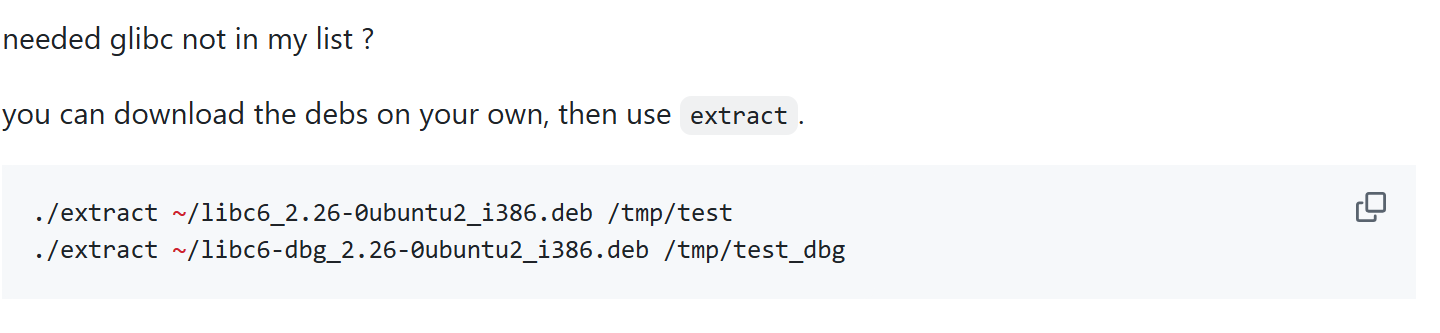 needed glibc not in my list ?
you can download the debs on your own, then use extract.
./extract ~/libc6_2.26-0ubuntu2_i386.deb /tmp/test
./extract ~/libc6-dbg_2.26-0ubuntu2_i386.deb /tmp/test_dbg